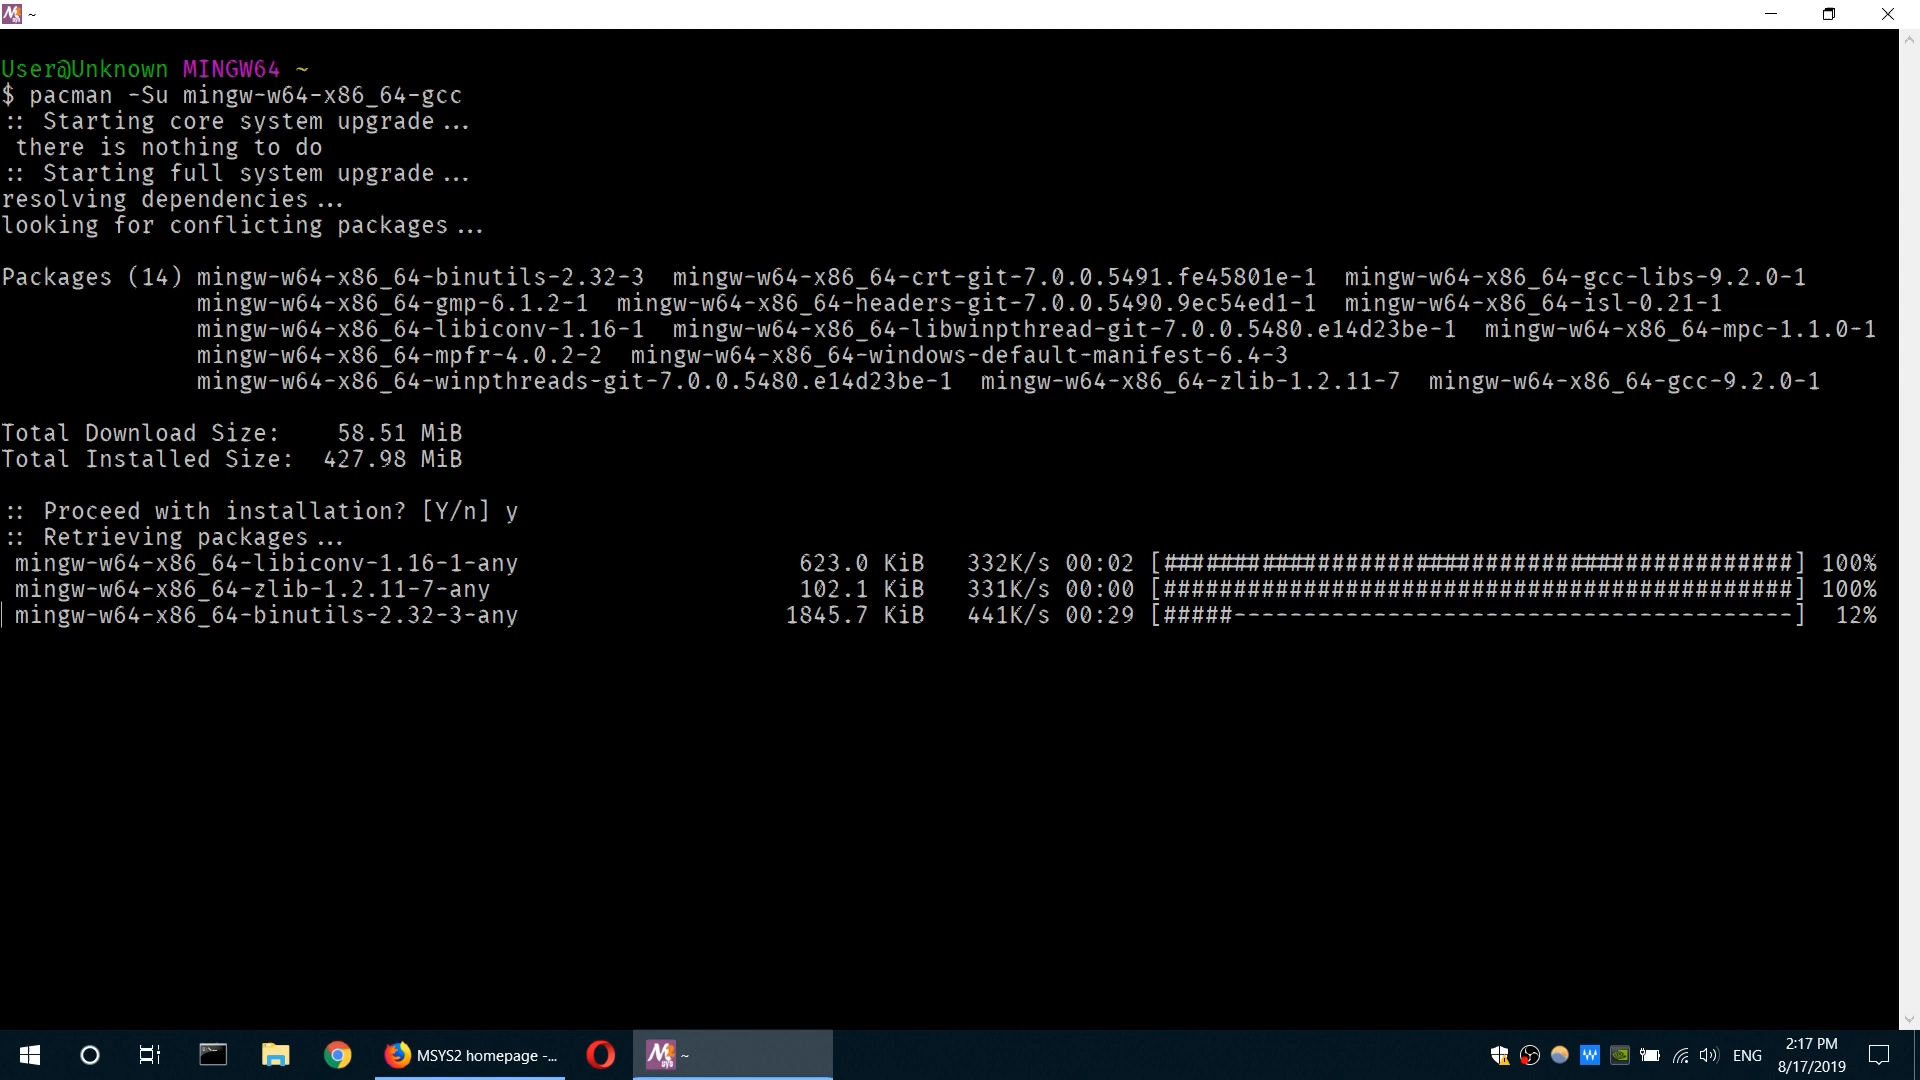 ~
User@Unknown MINGW64 ~
$ pacman -Su mingw-w64-x86_64-gcc
:: Starting core system upgrade...
there is nothing to do
:: Starting full system upgrade...
resolving dependencies...
looking for conflicting packages...
Packages (14) mingw-w64-x86_64-binutils-2.32-3  mingw-w64-x86_64-crt-git-7.0.0.5491.fe45801e-1  mingw-w64-x86_64-gcc-libs-9.2.0-1
mingw-w64-x86_64-gmp-6.1.2-1  mingw-w64-x86_64-headers-git-7.0.0.5490.9ec54ed1-1  mingw-w64-x86_64-isl-0.21-1
mingw-w64-x86_64-libiconv-1.16-1  mingw-w64-x86_64-libwinpthread-git-7.0.0.5480.e14d23be-1  mingw-w64-x86_64-mpc-1.1.0-1
mingw-w64-x86_64-mpfr-4.0.2-2  mingw-w64-x86_64-windows-default-manifest-6.4-3
mingw-w64-x86_64-winpthreads-git-7.0.0.5480.e14d23be-1  mingw-w64-x86_64-zlib-1.2.11-7  mingw-w64-x86_64-gcc-9.2.0-1
Total Download Size:    58.51 MiB
Total Installed Size:  427.98 MiB
:: Proceed with installation? [Y/n] y
:: Retrieving packages...
mingw-w64-x86_64-libiconv-1.16-1-any  623.0 KiB  332K/s 00:02 [#############################################] 100%
mingw-w64-x86_64-zlib-1.2.11-7-any  102.1 KiB  331K/s 00:00 [#############################################] 100%
mingw-w64-x86_64-binutils-2.32-3-any  1845.7 KiB  441K/s 00:29 [#####----------------------------------------] 12%
MSYS2 homepage -...
~
ENG
2:17 PM
8/17/2019